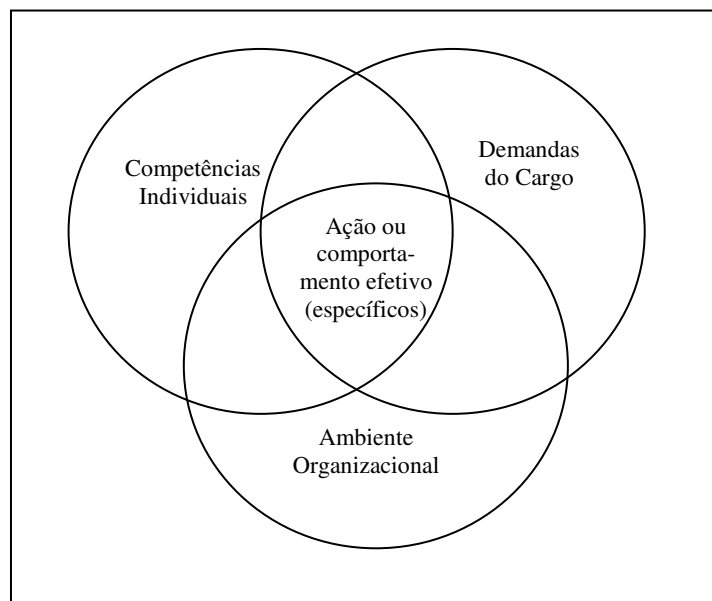 Competências
Individuais
Demandas
do Cargo
Ação ou
comporta-
mento efetivo
(específicos)
Ambiente
Organizacional